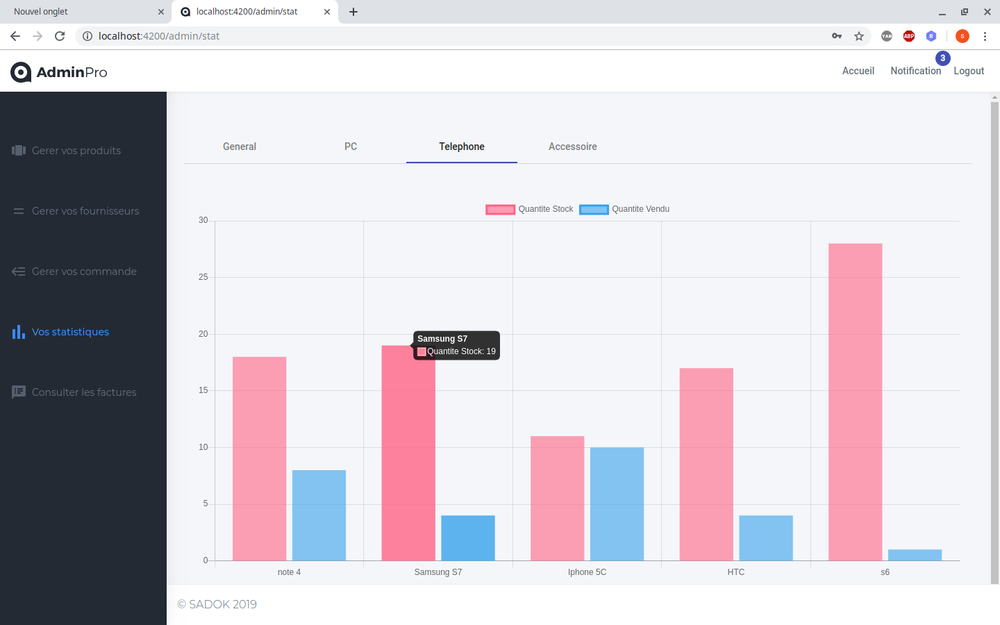 Nouvel onglet
localhost:4200/admin/stat
localhost:4200/admin/stat
YAB
ABP
R
S
AdminPro
Accueil
Notification
3
Logout
Gerer vos produits
Gerer vos fournisseurs
Gerer vos commande
Vos statistiques
Consulter les factures
General
PC
Telephone
Accessoire
Quantite Stock
Quantite Vendu
30
25
20
15
10
5
0
Samsung S7
Quantite Stock: 19
note 4
Samsung S7
Iphone 5C
HTC
s6
© SADOK 2019